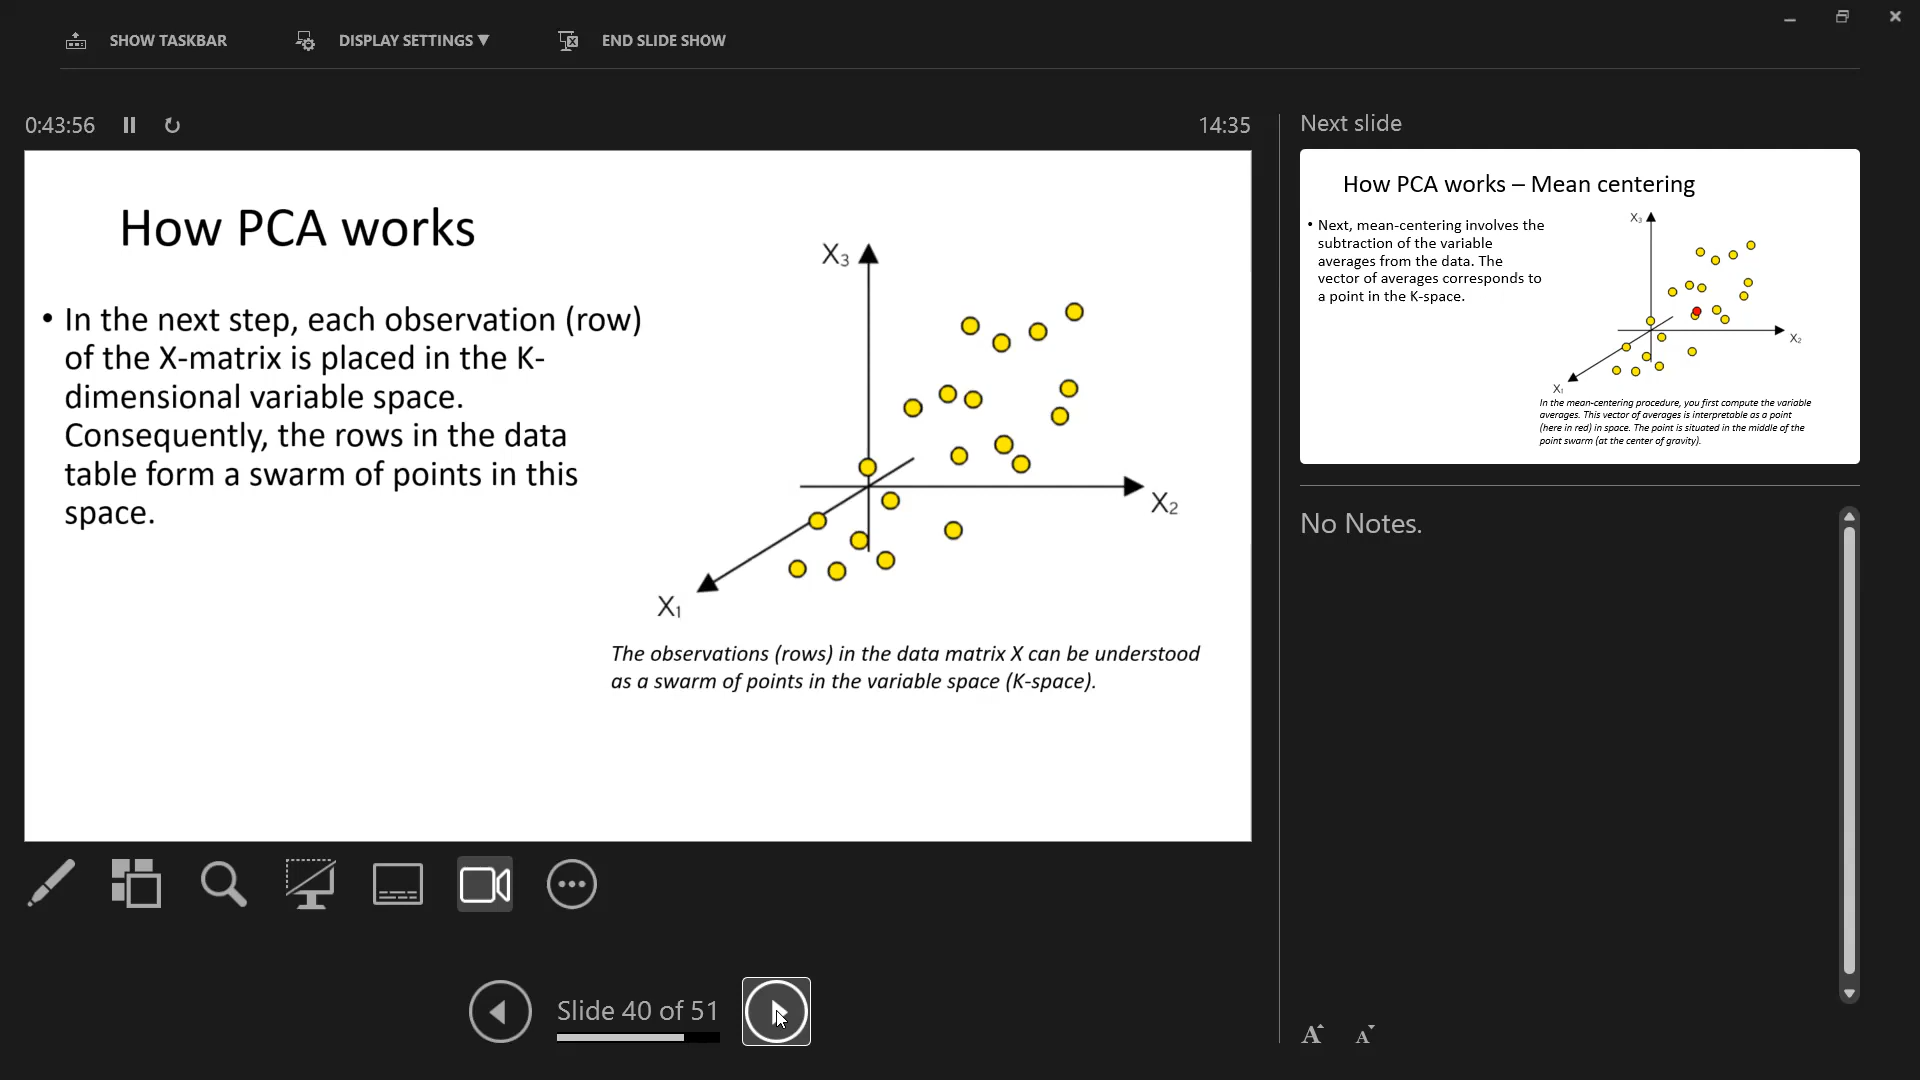 SHOW TASKBAR
DISPLAY SETTINGS ▼
END SLIDE SHOW
0:43:56
14:35
How PCA works
• In the next step, each observation (row)
of the X-matrix is placed in the K-
dimensional variable space.
Consequently, the rows in the data
table form a swarm of points in this
space.
X₃
X₂
X₁
The observations (rows) in the data matrix X can be understood
as a swarm of points in the variable space (K-space).
Slide 40 of 51
Next slide
How PCA works – Mean centering
• Next, mean-centering involves the
subtraction of the variable
averages from the data. The
vector of averages corresponds to
a point in the K-space.
X₃
X₂
X₁
In the mean-centering procedure, you first compute the variable
averages. This vector of averages is interpretable as a point
(here in red) in space. The point is situated in the middle of the
point swarm (at the center of gravity).
No Notes.
A A